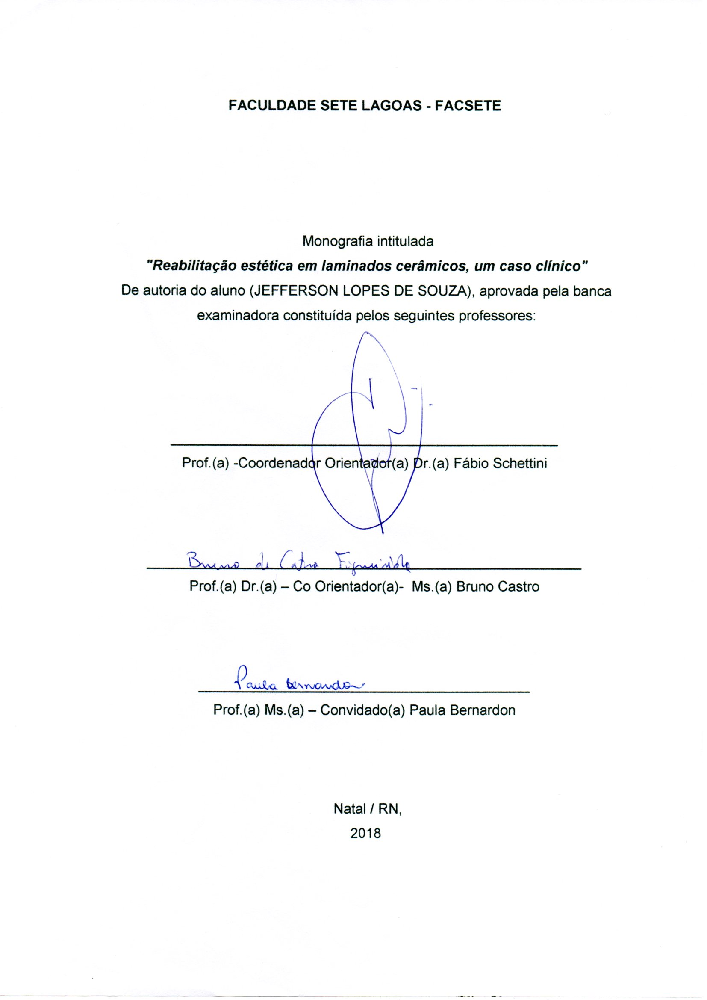 FACULDADE SETE LAGOAS - FACSETE
Monografia intitulada
"Reabilitação estética em laminados cerâmicos, um caso clínico"
De autoria do aluno (JEFFERSON LOPES DE SOUZA), aprovada pela banca
examinadora constituída pelos seguintes professores:
Prof.(a) -Coordenador Orientador(a) Dr.(a) Fábio Schettini
Bruno de Castro Figueirêdo
Prof.(a) Dr.(a) – Co Orientador(a)- Ms.(a) Bruno Castro
Paula Bernardon
Prof.(a) Ms.(a) – Convidado(a) Paula Bernardon
Natal / RN,
2018